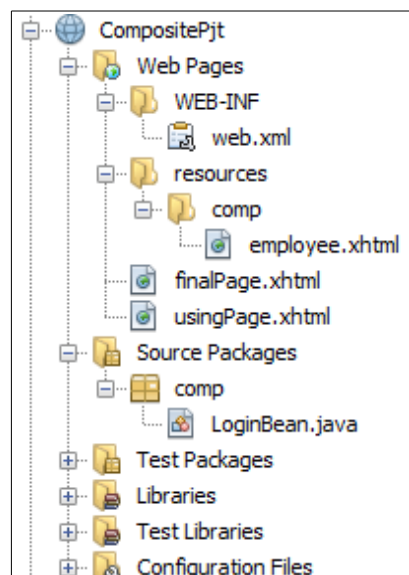 CompositePjt
Web Pages
WEB-INF
web.xml
resources
comp
employee.xhtml
finalPage.xhtml
usingPage.xhtml
Source Packages
comp
LoginBean.java
Test Packages
Libraries
Test Libraries
Configuration Files